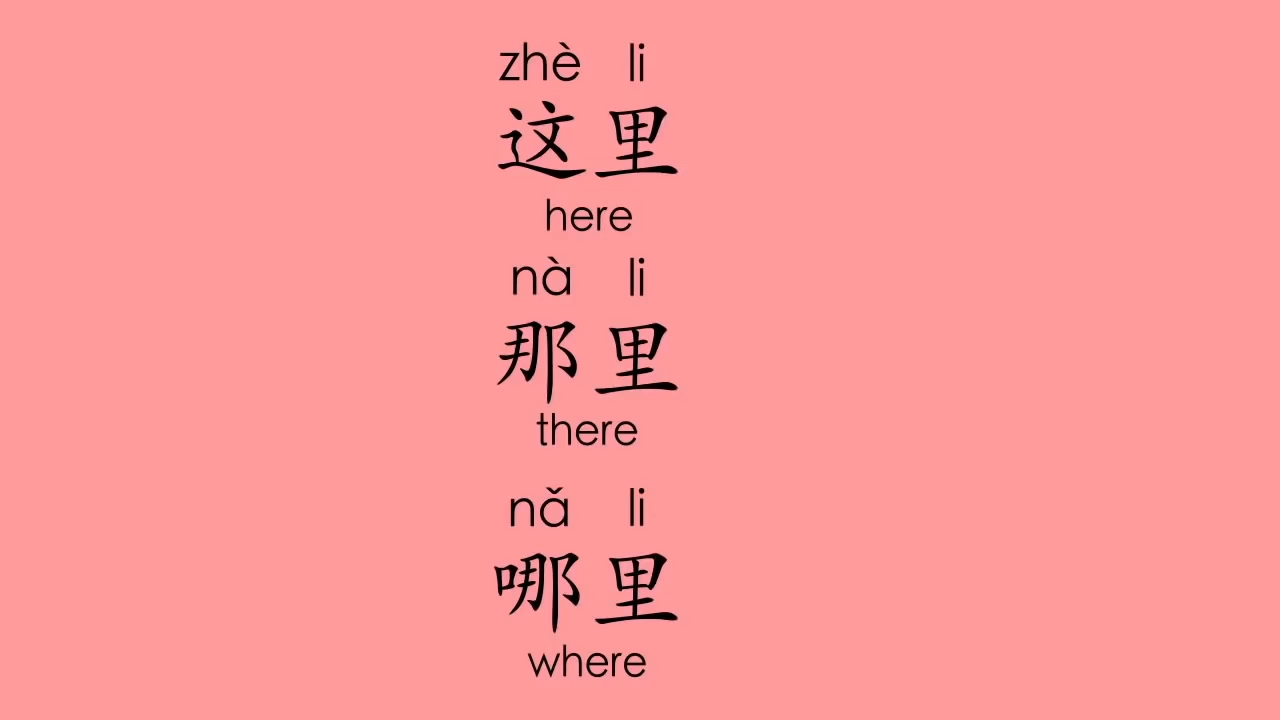 zhè li
这里
here
nà li
那里
there
nǎ li
哪里
where